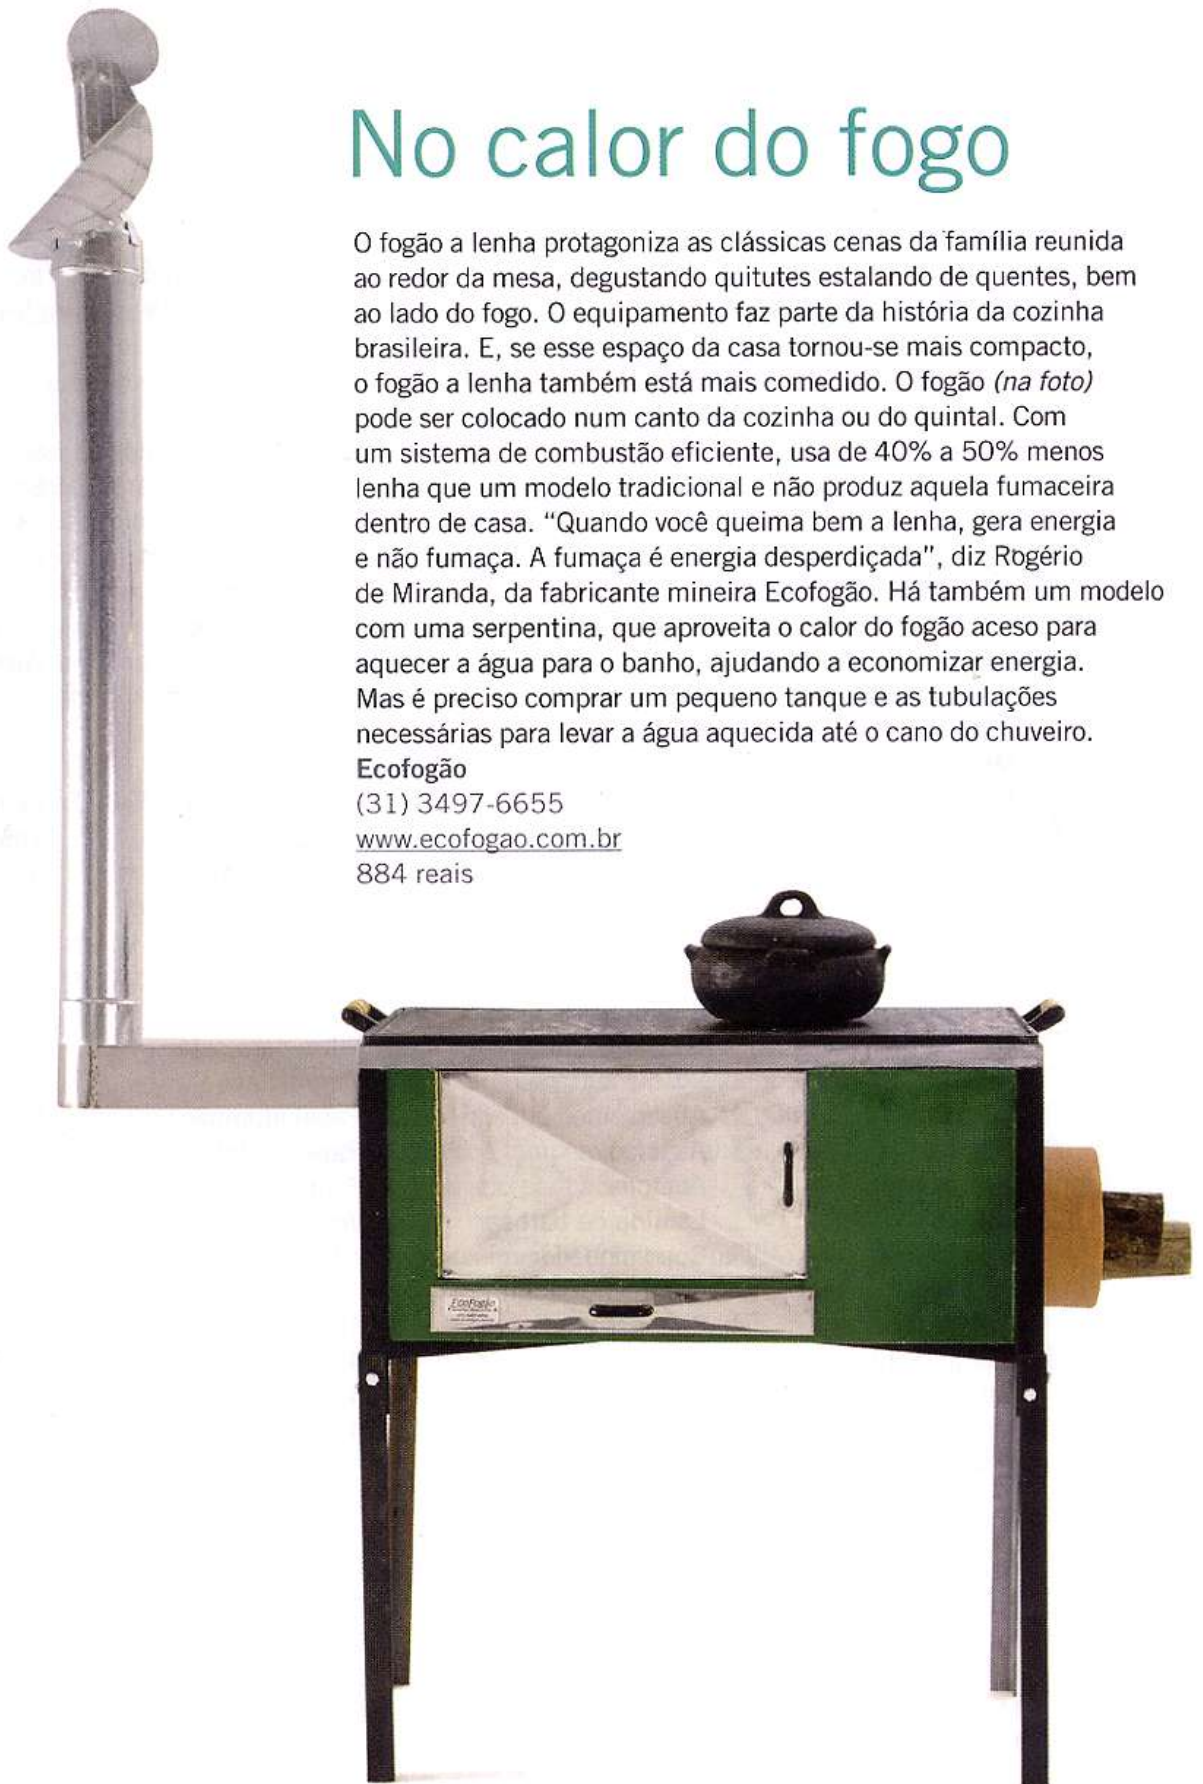 No calor do fogo
O fogão a lenha protagoniza as clássicas cenas da família reunida
ao redor da mesa, degustando quitutes estalando de quentes, bem
ao lado do fogo. O equipamento faz parte da história da cozinha
brasileira. E, se esse espaço da casa tornou-se mais compacto,
o fogão a lenha também está mais comedido. O fogão (na foto)
pode ser colocado num canto da cozinha ou do quintal. Com
um sistema de combustão eficiente, usa de 40% a 50% menos
lenha que um modelo tradicional e não produz aquela fumaceira
dentro de casa. “Quando você queima bem a lenha, gera energia
e não fumaça. A fumaça é energia desperdiçada”, diz Rogério
de Miranda, da fabricante mineira Ecofogão. Há também um modelo
com uma serpentina, que aproveita o calor do fogão aceso para
aquecer a água para o banho, ajudando a economizar energia.
Mas é preciso comprar um pequeno tanque e as tubulações
necessárias para levar a água aquecida até o cano do chuveiro.
Ecofogão
(31) 3497-6655
www.ecofogao.com.br
884 reais
EcoFogão